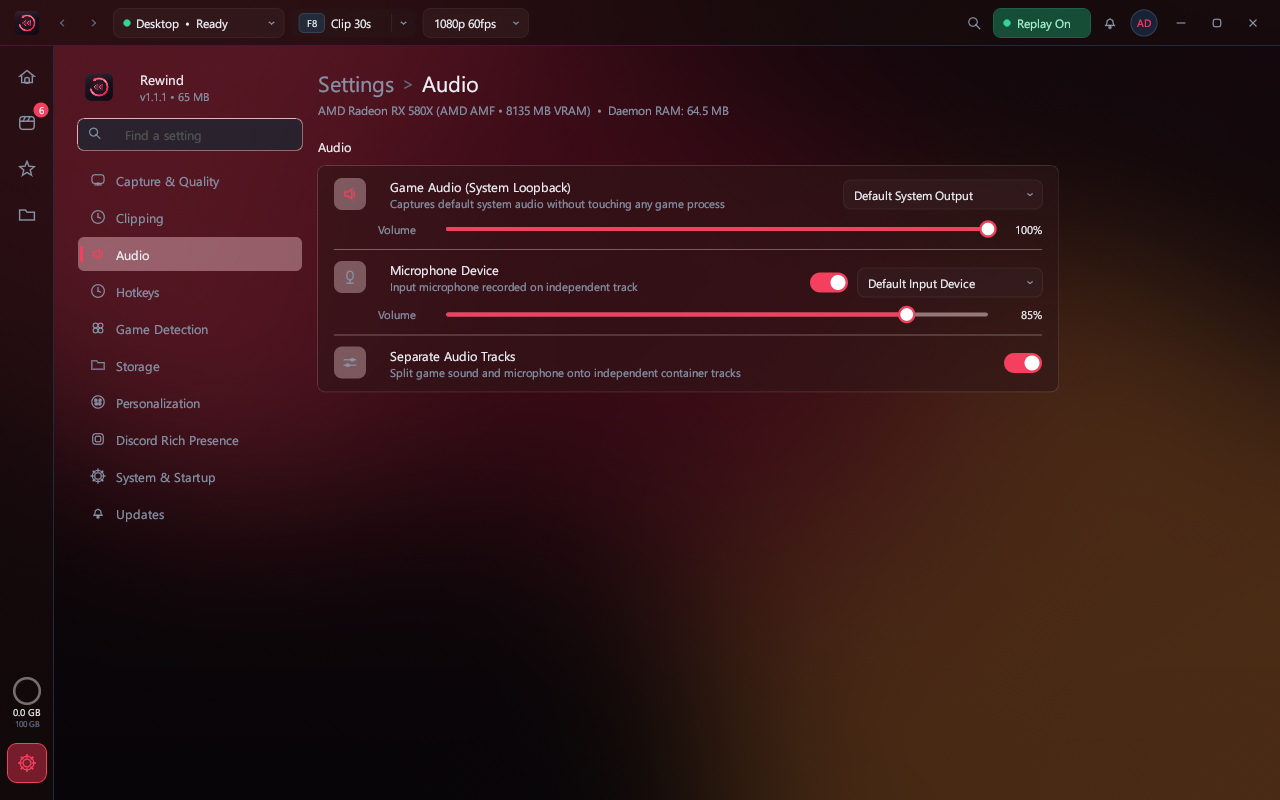 Desktop • Ready
F8 Clip 30s
1080p 60fps
Replay On
AD
6
Rewind
v1.1.1 • 65 MB
Find a setting
Capture & Quality
Clipping
Audio
Hotkeys
Game Detection
Storage
Personalization
Discord Rich Presence
System & Startup
Updates
0.0 GB
100 GB
Settings > Audio
AMD Radeon RX 580X (AMD AMF • 8135 MB VRAM) • Daemon RAM: 64.5 MB
Audio
Game Audio (System Loopback)
Captures default system audio without touching any game process
Default System Output
Volume
100%
Microphone Device
Input microphone recorded on independent track
Default Input Device
Volume
85%
Separate Audio Tracks
Split game sound and microphone onto independent container tracks